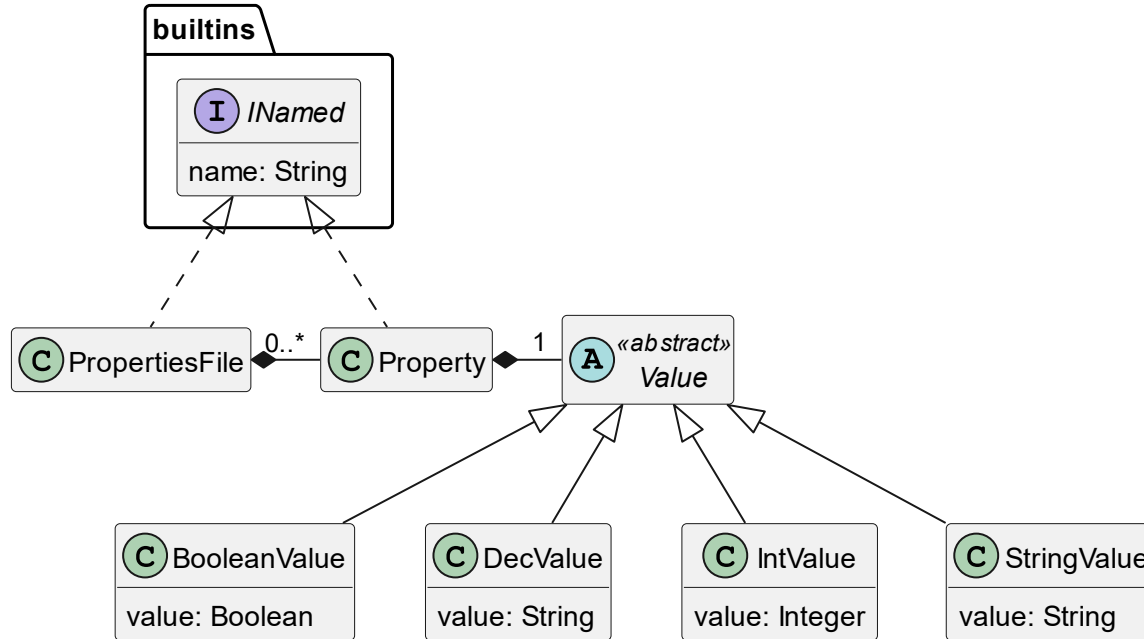 builtins
I INamed
name: String
C PropertiesFile 0..* C Property 1 A «abstract»
Value
C BooleanValue C DecValue C IntValue C StringValue
value: Boolean value: String value: Integer value: String